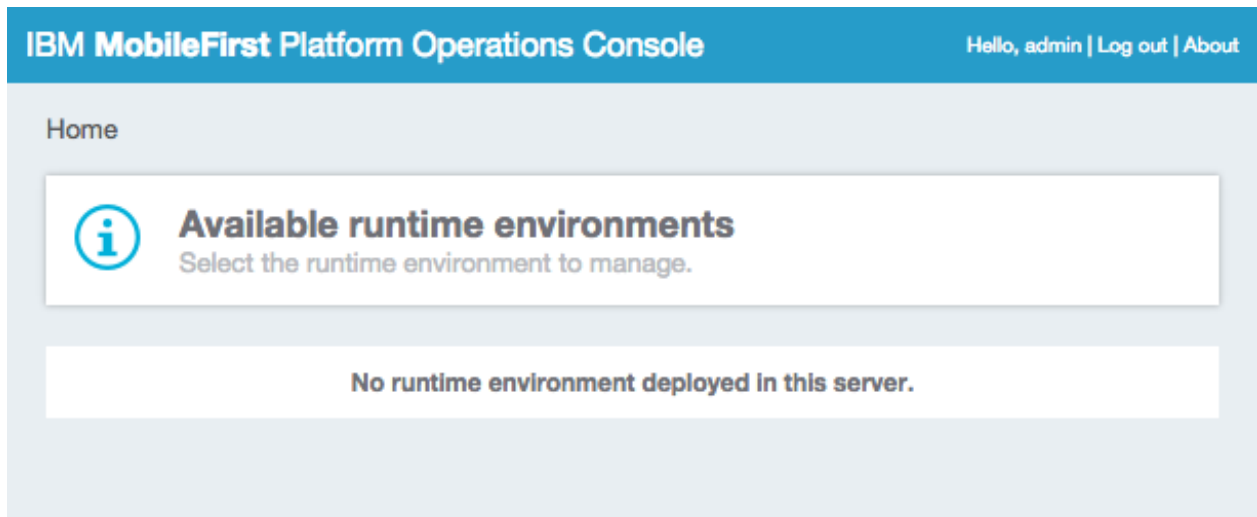 IBM MobileFirst Platform Operations Console
Hello, admin | Log out | About
Home
Available runtime environments
Select the runtime environment to manage.
No runtime environment deployed in this server.